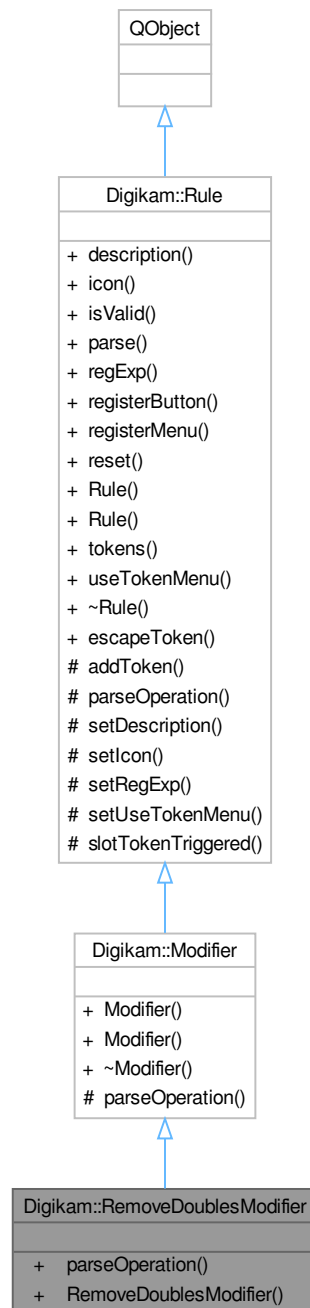 QObject
Digikam::Rule
+ description()
+ icon()
+ isValid()
+ parse()
+ regExp()
+ registerButton()
+ registerMenu()
+ reset()
+ Rule()
+ Rule()
+ tokens()
+ useTokenMenu()
+ ~Rule()
+ escapeToken()
# addToken()
# parseOperation()
# setDescription()
# setIcon()
# setRegExp()
# setUseTokenMenu()
# slotTokenTriggered()
Digikam::Modifier
+ Modifier()
+ Modifier()
+ ~Modifier()
# parseOperation()
Digikam::RemoveDoublesModifier
+ parseOperation()
+ RemoveDoublesModifier()